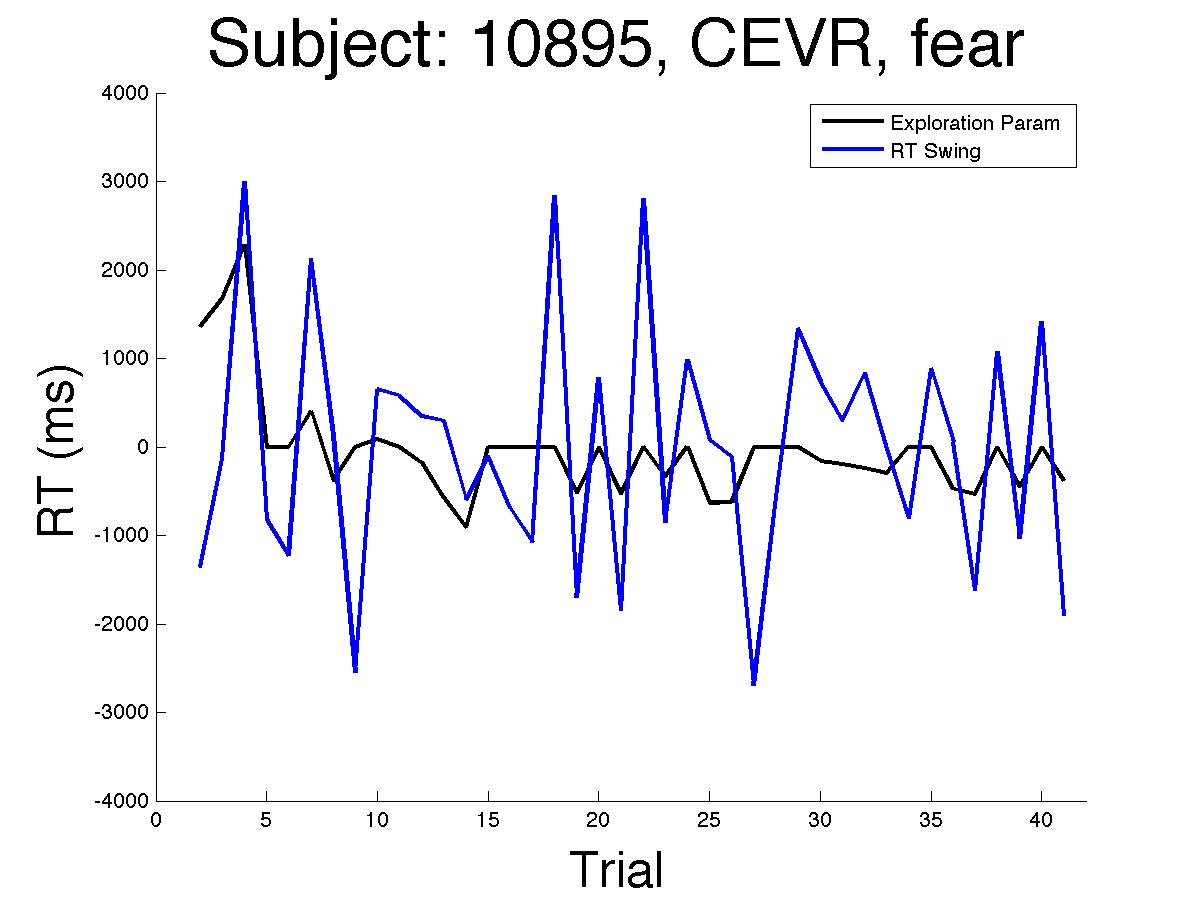 Subject: 10895, CEVR, fear
4000
3000
2000
1000
0
-1000
-2000
-3000
-4000
RT (ms)
Exploration Param
RT Swing
0 5 10 15 20 25 30 35 40
Trial